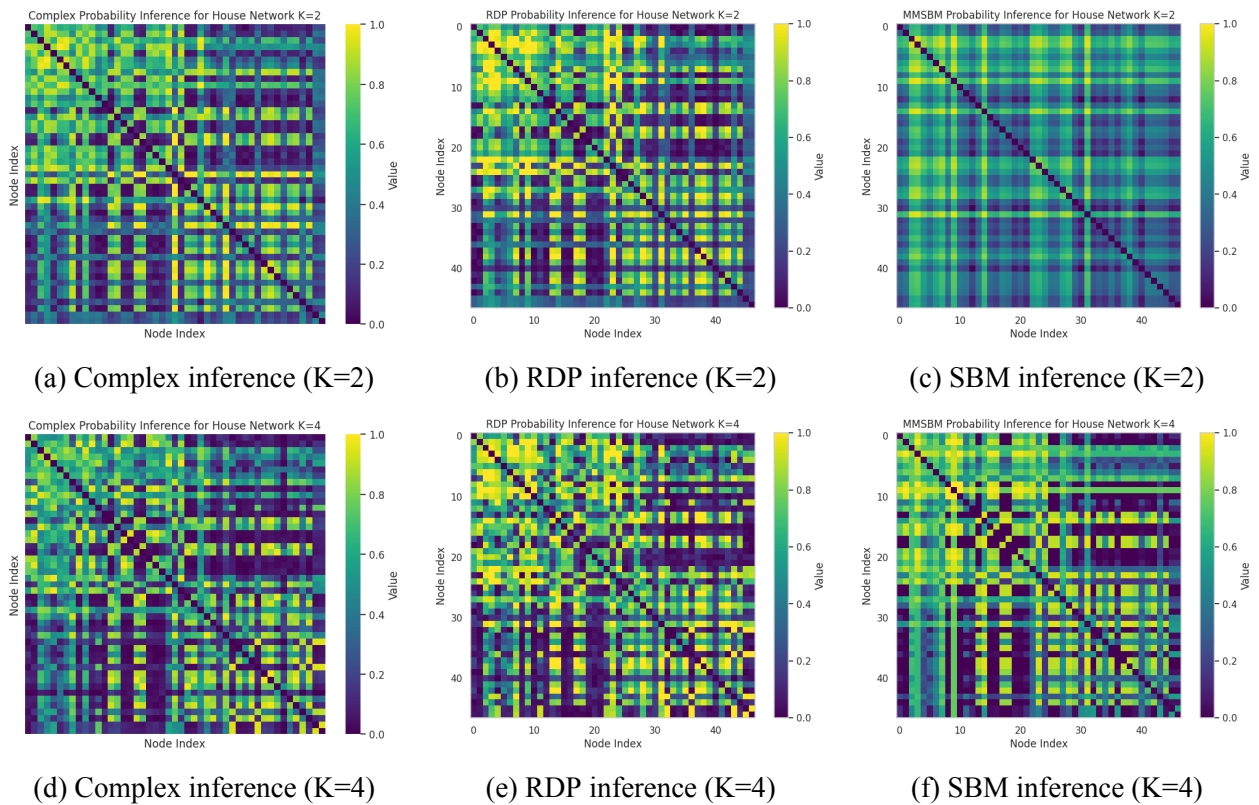 Complex Probability Inference for House Network K=2
Node Index
Node Index
1.0
0.8
0.6
0.4
0.2
0.0
Value
(a) Complex inference (K=2)
RDP Probability Inference for House Network K=2
0
10
20
30
40
Node Index
0 10 20 30 40
Node Index
1.0
0.8
0.6
0.4
0.2
0.0
Value
(b) RDP inference (K=2)
MMSBM Probability Inference for House Network K=2
0
10
20
30
40
Node Index
0 10 20 30 40
Node Index
1.0
0.8
0.6
0.4
0.2
0.0
Value
(c) SBM inference (K=2)
Complex Probability Inference for House Network K=4
Node Index
Node Index
1.0
0.8
0.6
0.4
0.2
0.0
Value
(d) Complex inference (K=4)
RDP Probability Inference for House Network K=4
0
10
20
30
40
Node Index
0 10 20 30 40
Node Index
1.0
0.8
0.6
0.4
0.2
0.0
Value
(e) RDP inference (K=4)
MMSBM Probability Inference for House Network K=4
0
10
20
30
40
Node Index
0 10 20 30 40
Node Index
1.0
0.8
0.6
0.4
0.2
0.0
Value
(f) SBM inference (K=4)